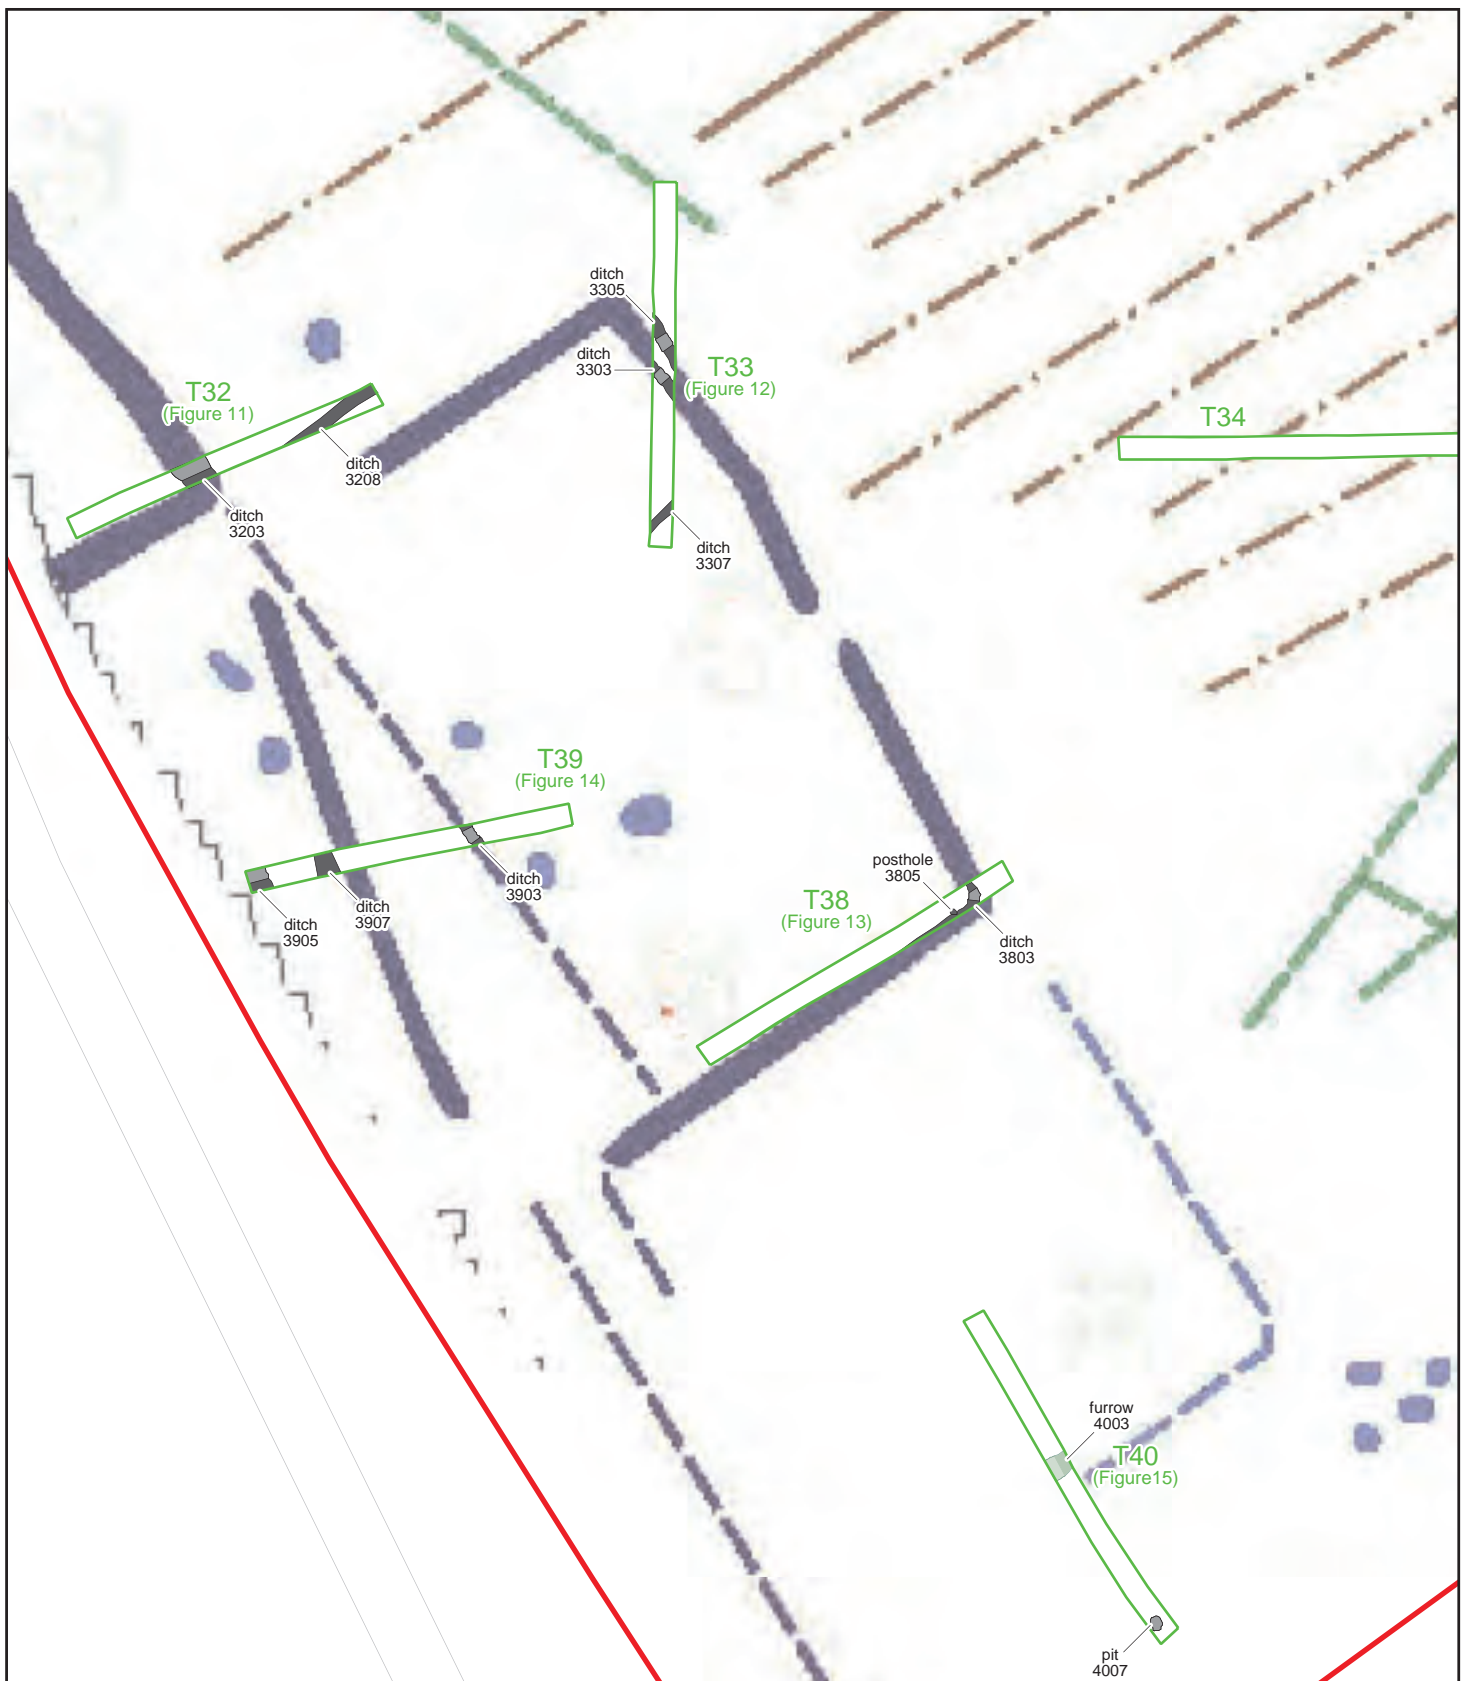 ditch
3305
ditch
3303
T33
(Figure 12)
T32
(Figure 11)
T34
ditch
3208
ditch
3203
ditch
3307
T39
(Figure 14)
ditch
3903
ditch
3907
ditch
3905
posthole
3805
T38
(Figure 13)
ditch
3803
furrow
4003
T40
(Figure15)
pit
4007